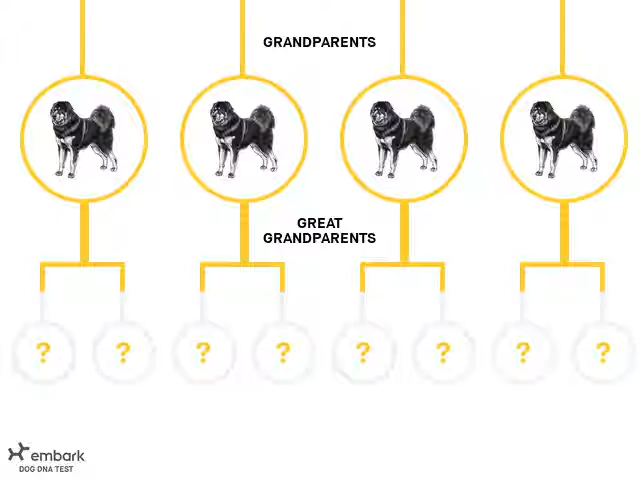 GRANDPARENTS
GREAT
GRANDPARENTS
? ? ? ? ? ? ? ?
embark
DOG DNA TEST